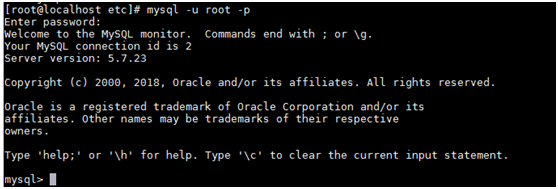 [root@localhost etc]# mysql -u root -p
Enter password:
Welcome to the MySQL monitor.  Commands end with ; or \g.
Your MySQL connection id is 2
Server version: 5.7.23
Copyright (c) 2000, 2018, Oracle and/or its affiliates. All rights reserved.
Oracle is a registered trademark of Oracle Corporation and/or its
affiliates. Other names may be trademarks of their respective
owners.
Type 'help;' or '\h' for help. Type '\c' to clear the current input statement.
mysql>